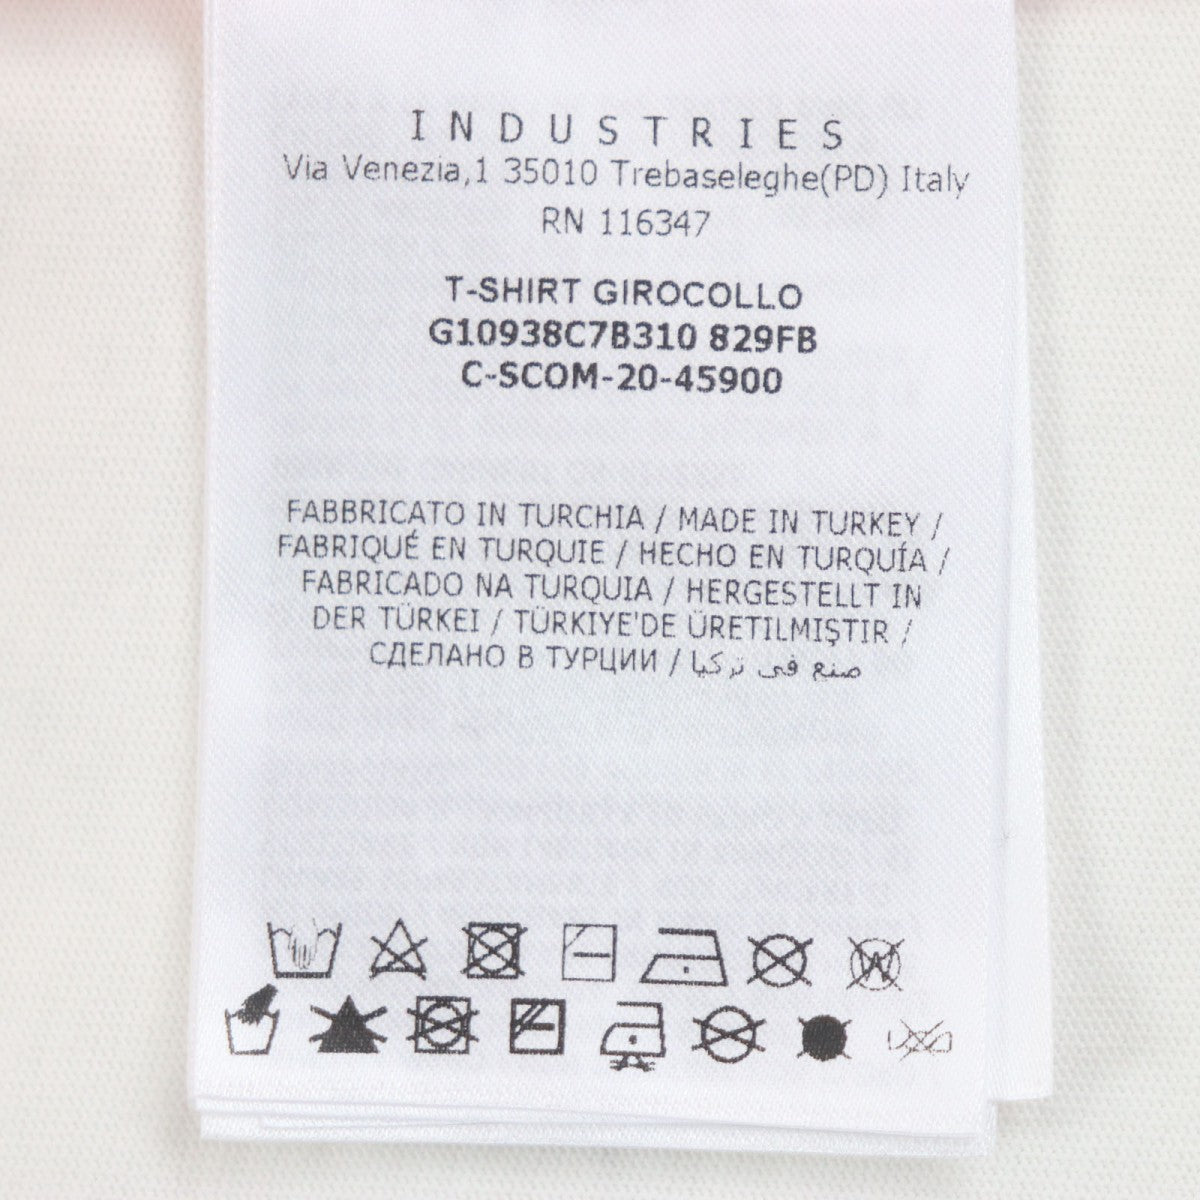 INDUSTRIES
Via Venezia,1 35010 Trebaseleghe(PD) Italy
RN 116347
T-SHIRT GIROCOLLO
G10938C7B310 829FB
C-SCOM-20-45900
FABBRICATO IN TURCHIA / MADE IN TURKEY /
FABRIQUÉ EN TURQUIE / HECHO EN TURQUÍA /
FABRICADO NA TURQUIA / HERGESTELLT IN
DER TÜRKEI / TÜRKIYE'DE ÜRETILMIŞTIR /
СДЕЛАНО В ТУРЦИИ / صنع في تركيا
W